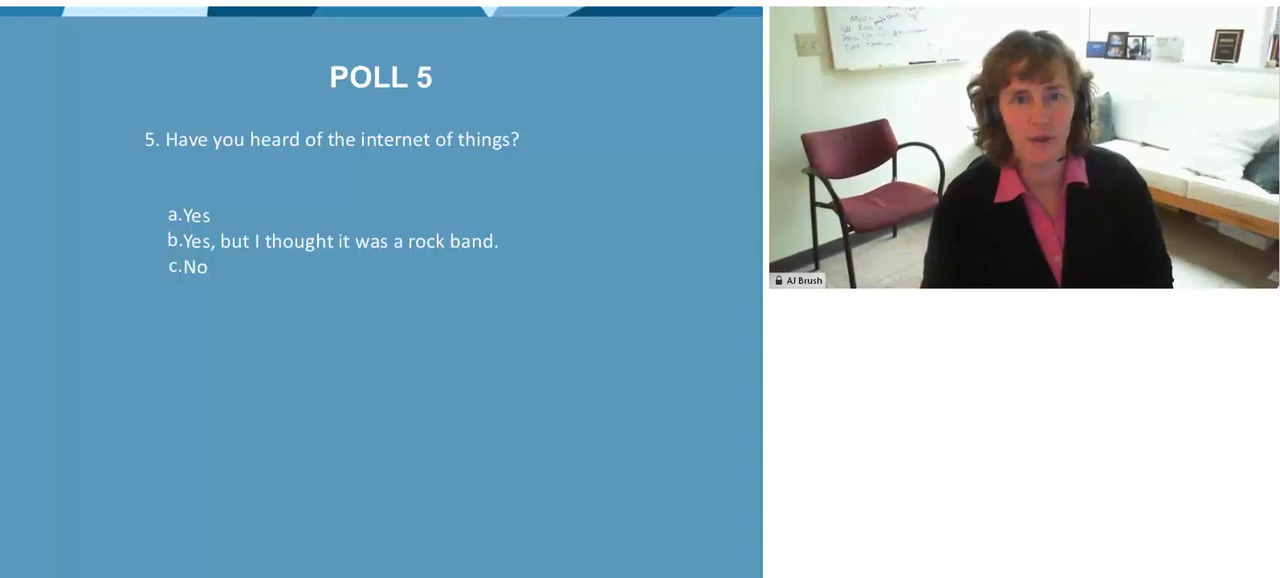 POLL 5
5. Have you heard of the internet of things?
a. Yes
b. Yes, but I thought it was a rock band.
c. No
AJ Brush